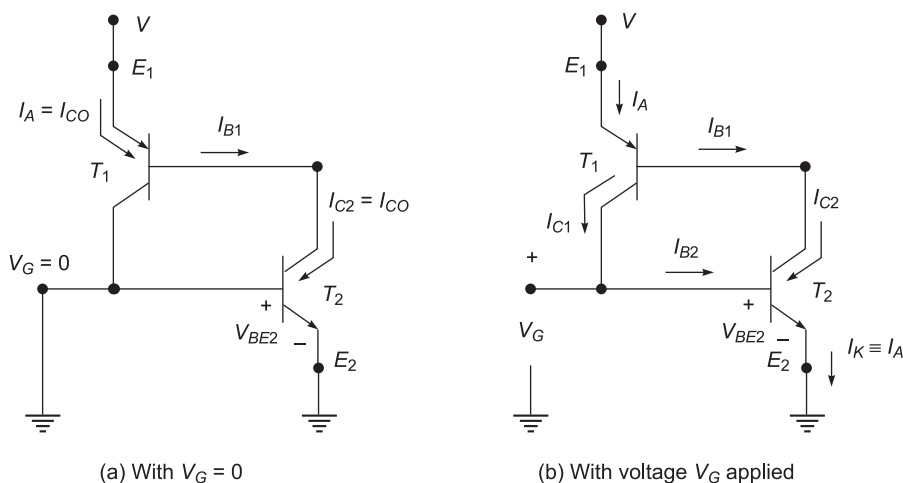 V
E1
IA = ICO
IB1
T1
IC2 = ICO
VG = 0
T2
+
VBE2
–
E2
(a) With VG = 0
V
E1
IA
IB1
T1
IC2
IC1
+
IB2
T2
+
VG
VBE2
–
E2
IK ≡ IA
(b) With voltage VG applied